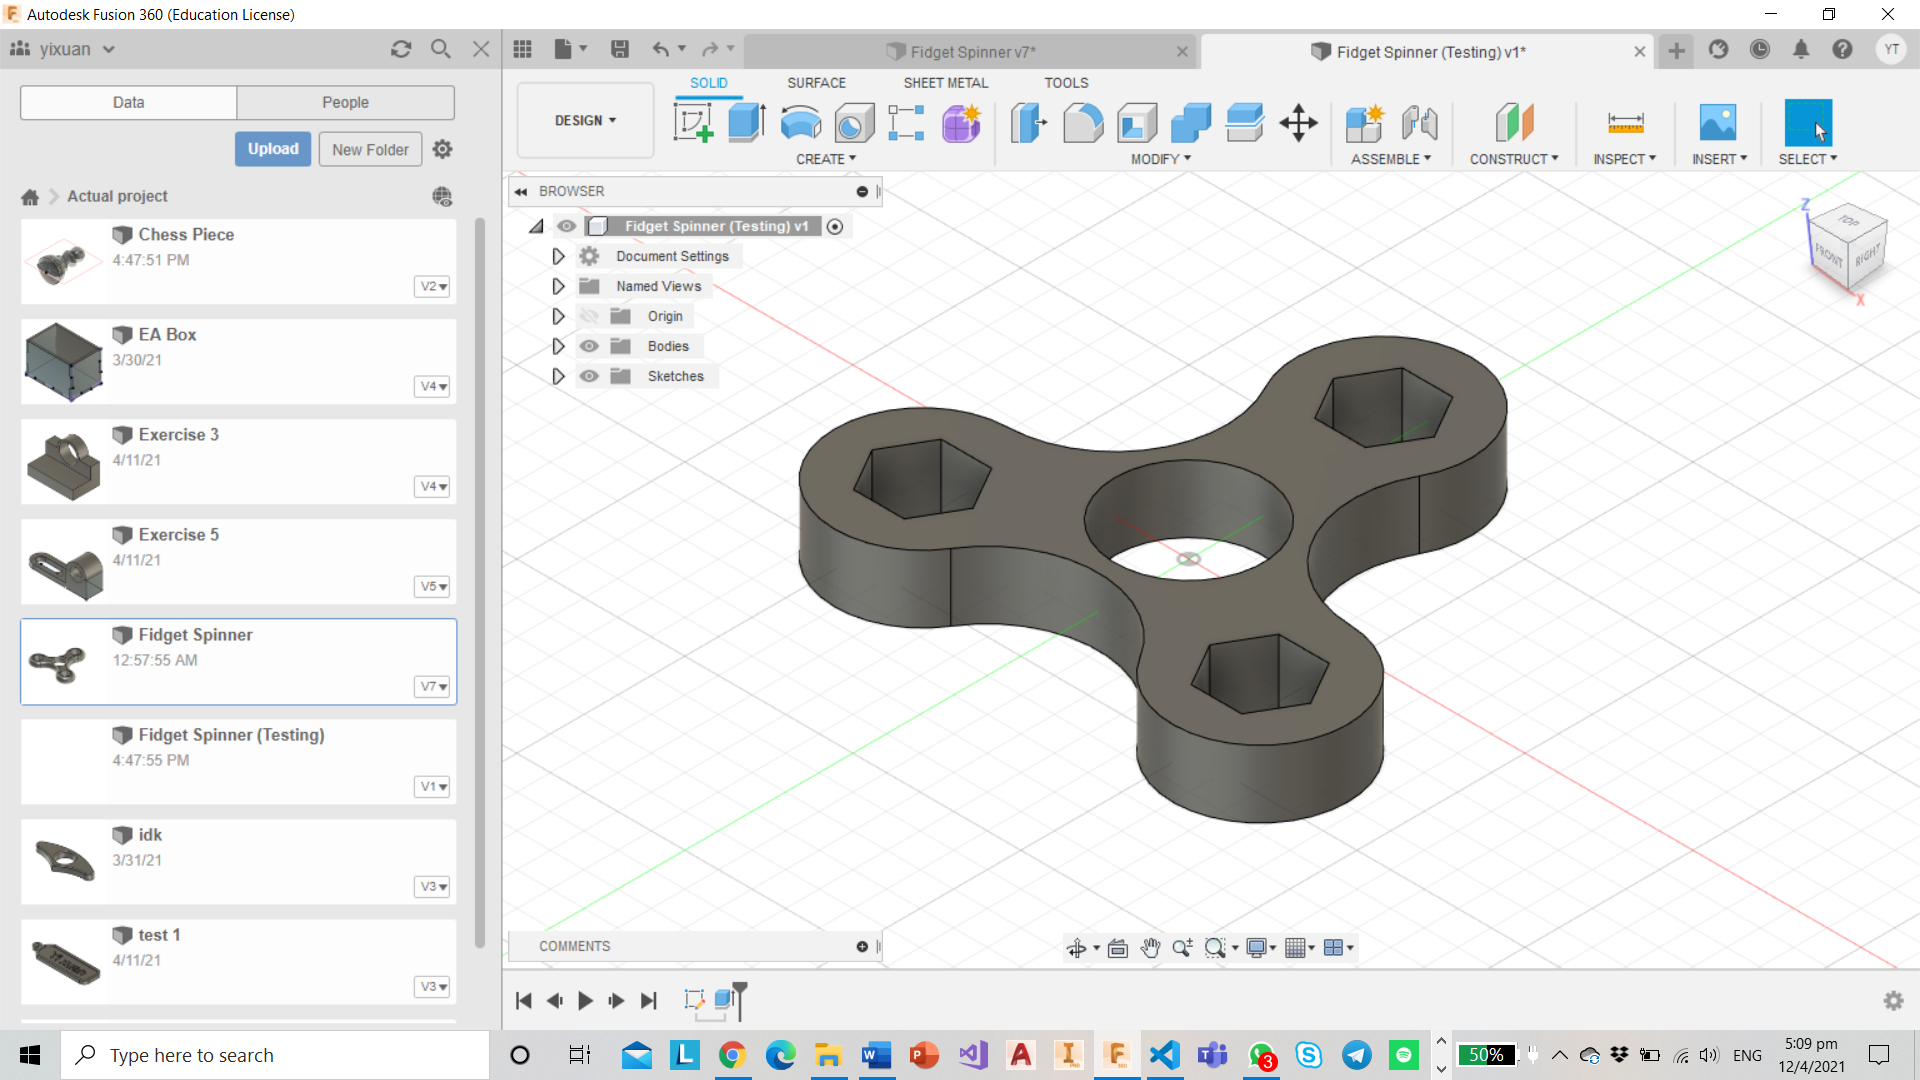 Autodesk Fusion 360 (Education License)
yixuan
Fidget Spinner v7*
Fidget Spinner (Testing) v1*
YT
Data
People
Upload
New Folder
Actual project
Chess Piece
4:47:51 PM
V2
EA Box
3/30/21
V4
Exercise 3
4/11/21
V4
Exercise 5
4/11/21
V5
Fidget Spinner
12:57:55 AM
V7
Fidget Spinner (Testing)
4:47:55 PM
V1
idk
3/31/21
V3
test 1
4/11/21
V3
DESIGN
SOLID
SURFACE
SHEET METAL
TOOLS
CREATE
MODIFY
ASSEMBLE
CONSTRUCT
INSPECT
INSERT
SELECT
BROWSER
Fidget Spinner (Testing) v1
Document Settings
Named Views
Origin
Bodies
Sketches
Z
TOP
FRONT
RIGHT
X
COMMENTS
Type here to search
3
50%
ENG
5:09 pm
12/4/2021